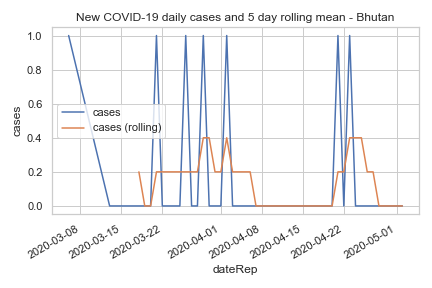 New COVID-19 daily cases and 5 day rolling mean - Bhutan
1.0
0.8
0.6
0.4
0.2
0.0
cases
cases
cases (rolling)
2020-03-08
2020-03-15
2020-03-22
2020-04-01
2020-04-08
2020-04-15
2020-04-22
2020-05-01
dateRep